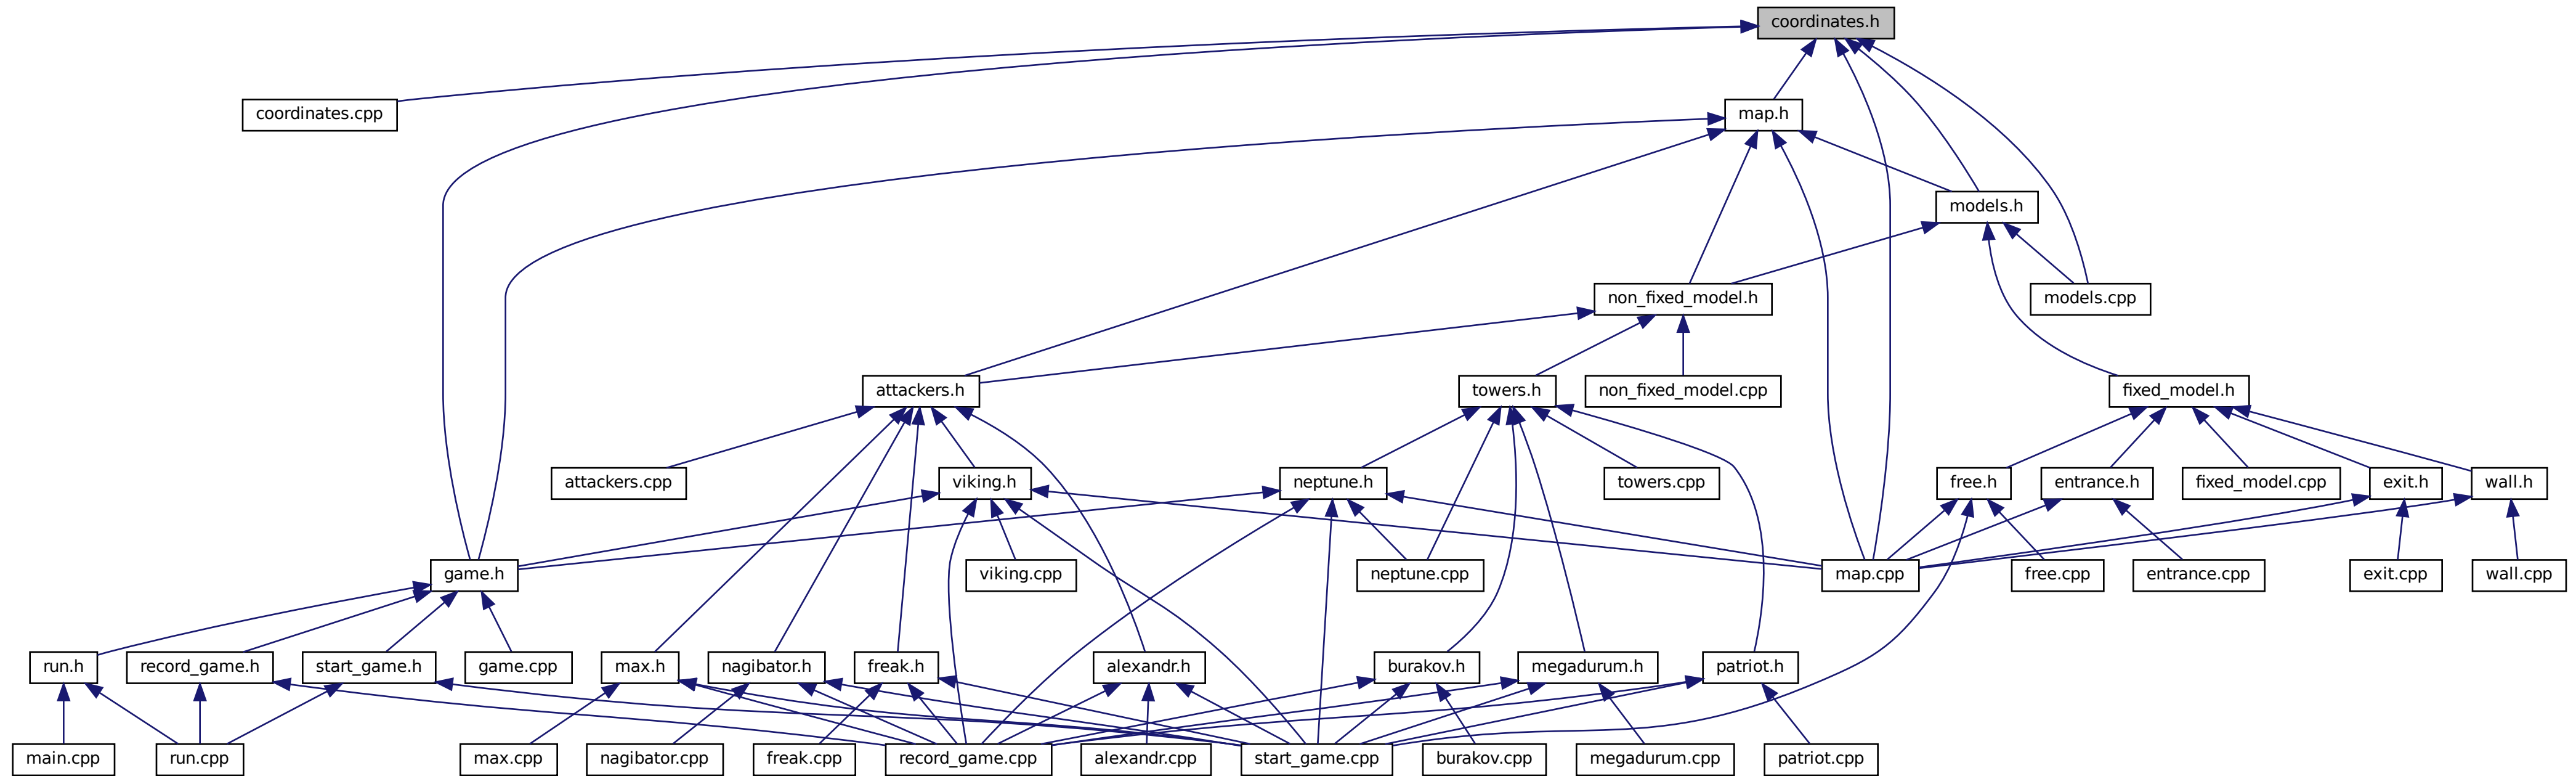 coordinates.h
coordinates.cpp
map.h
models.h
non_fixed_model.h
models.cpp
attackers.h
towers.h
non_fixed_model.cpp
fixed_model.h
attackers.cpp
viking.h
neptune.h
towers.cpp
free.h
entrance.h
fixed_model.cpp
exit.h
wall.h
game.h
viking.cpp
neptune.cpp
map.cpp
free.cpp
entrance.cpp
exit.cpp
wall.cpp
run.h
record_game.h
start_game.h
game.cpp
max.h
nagibator.h
freak.h
alexandr.h
burakov.h
megadurum.h
patriot.h
main.cpp
run.cpp
max.cpp
nagibator.cpp
freak.cpp
record_game.cpp
alexandr.cpp
start_game.cpp
burakov.cpp
megadurum.cpp
patriot.cpp